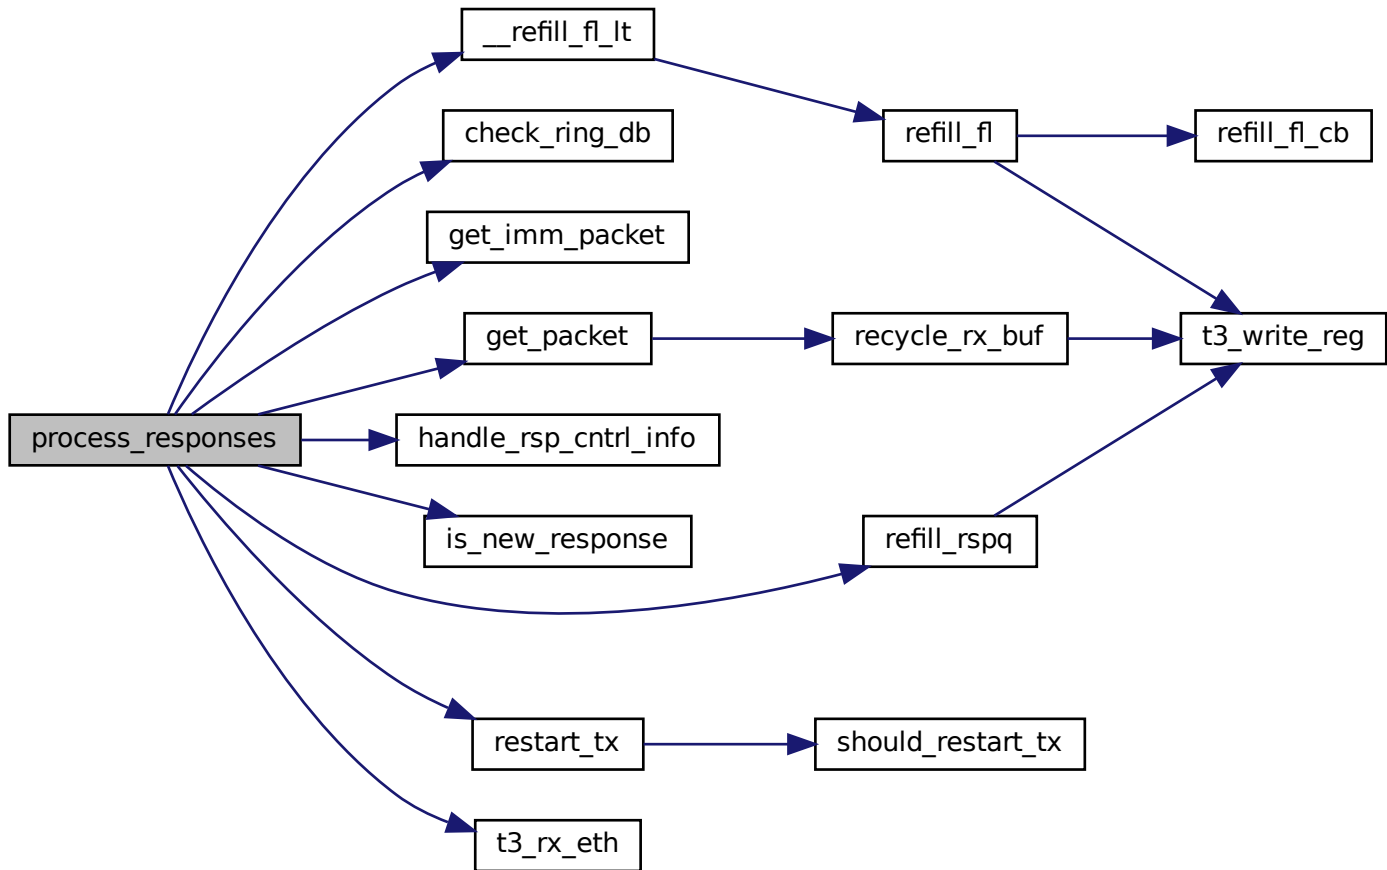 __refill_fl_lt
check_ring_db
refill_fl
refill_fl_cb
get_imm_packet
get_packet
recycle_rx_buf
t3_write_reg
process_responses
handle_rsp_cntrl_info
is_new_response
refill_rspq
restart_tx
should_restart_tx
t3_rx_eth